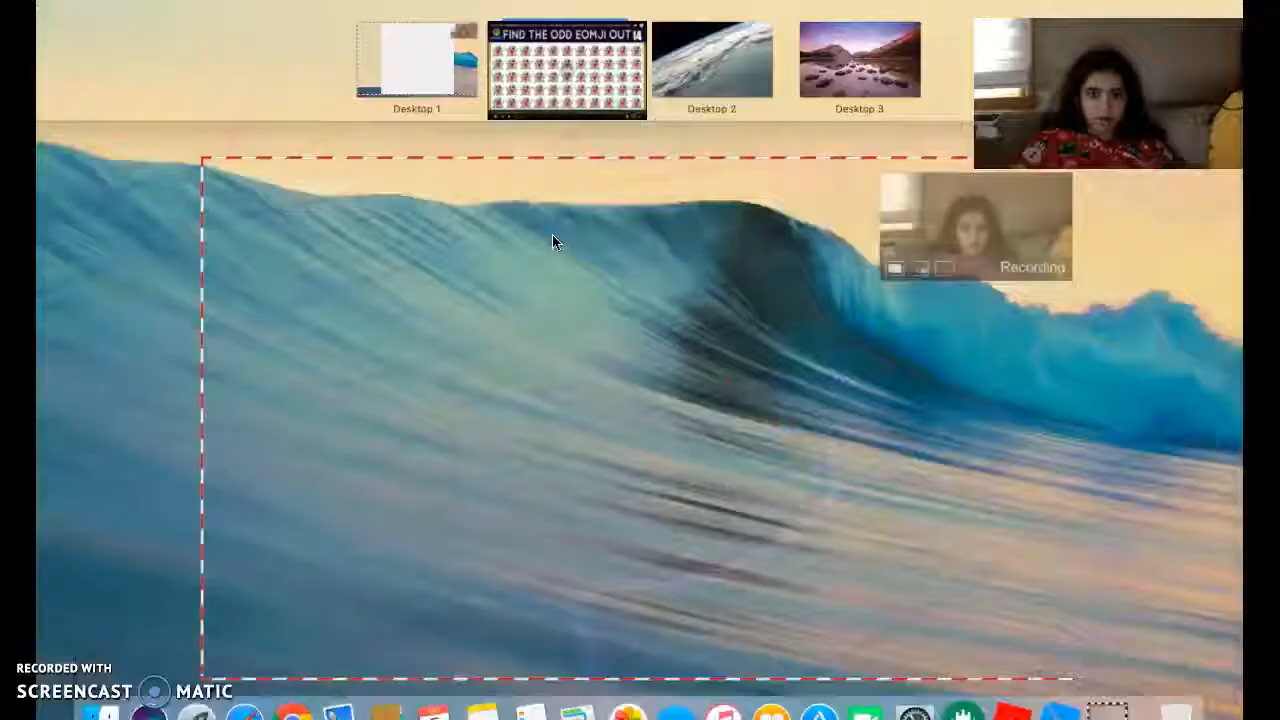 FIND THE ODD EOMJI OUT 14
Desktop 1
Desktop 2
Desktop 3
Recording
RECORDED WITH
SCREENCAST MATIC